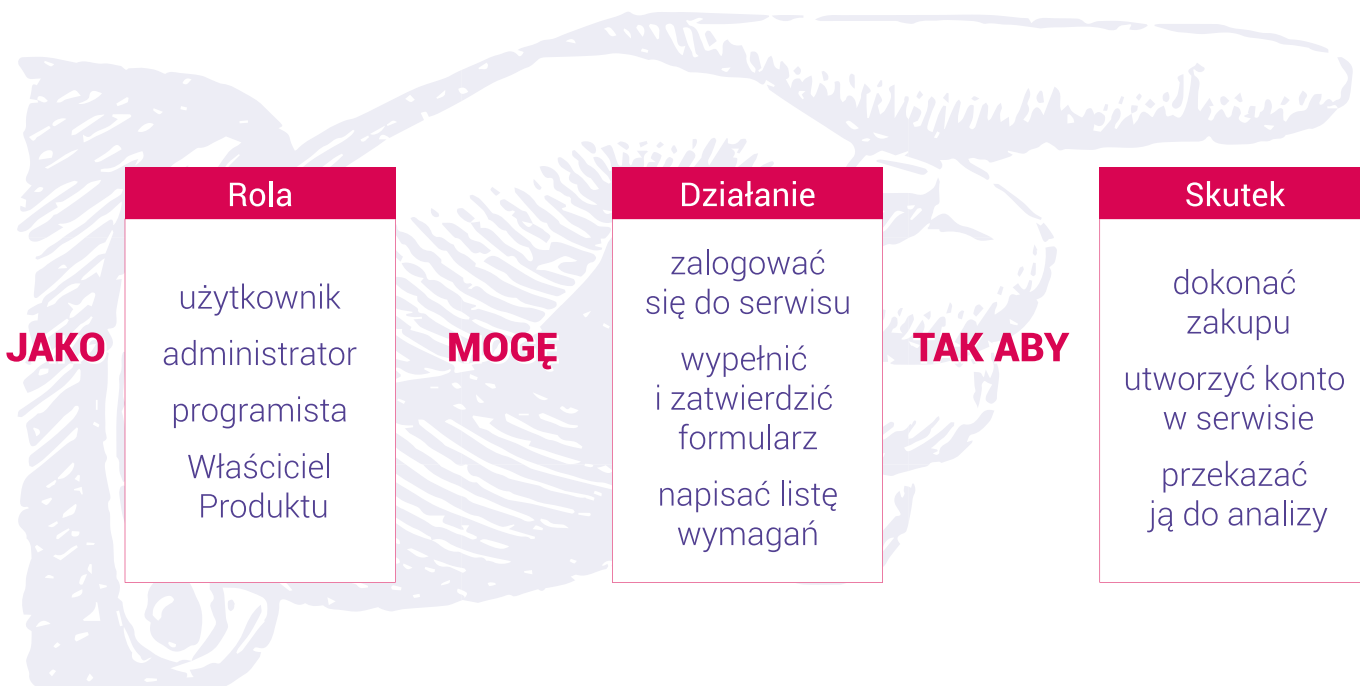 JAKO
Rola
użytkownik
administrator
programista
Właściciel
Produktu
MOGĘ
Działanie
zalogować
się do serwisu
wypełnić
i zatwierdzić
formularz
napisać listę
wymagań
TAK ABY
Skutek
dokonać
zakupu
utworzyć konto
w serwisie
przekazać
ją do analizy